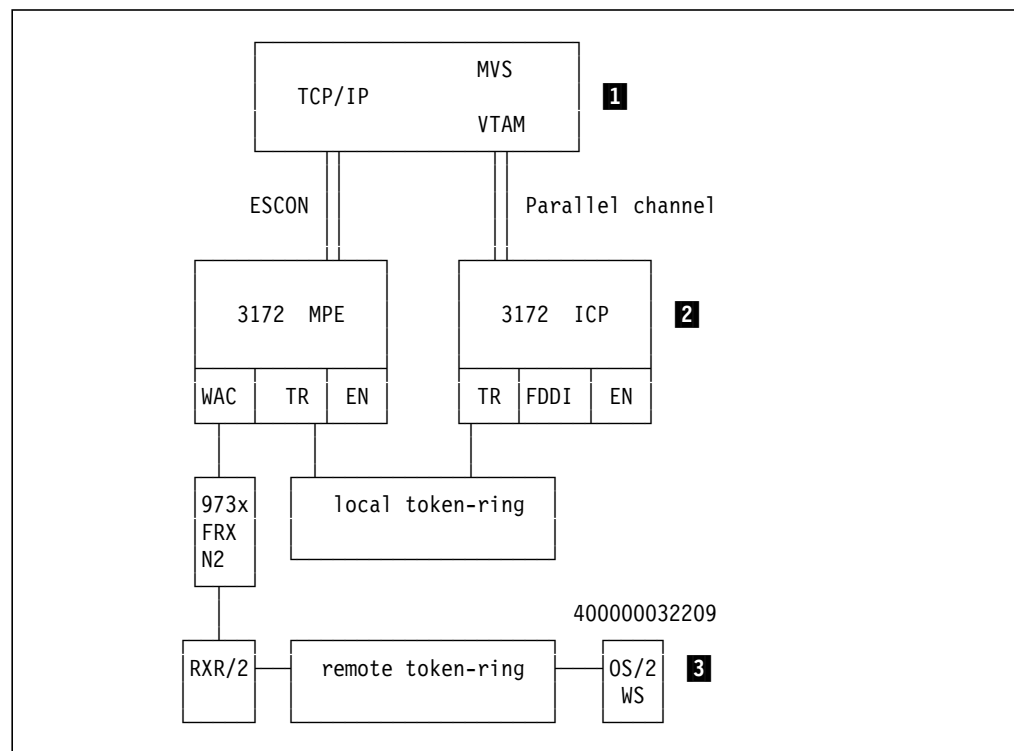 MVS
TCP/IP
1
VTAM
ESCON
Parallel channel
3172 MPE
3172 ICP
2
WAC
TR
EN
TR
FDDI
EN
973x
FRX
N2
local token-ring
400000032209
RXR/2
remote token-ring
OS/2
WS
3